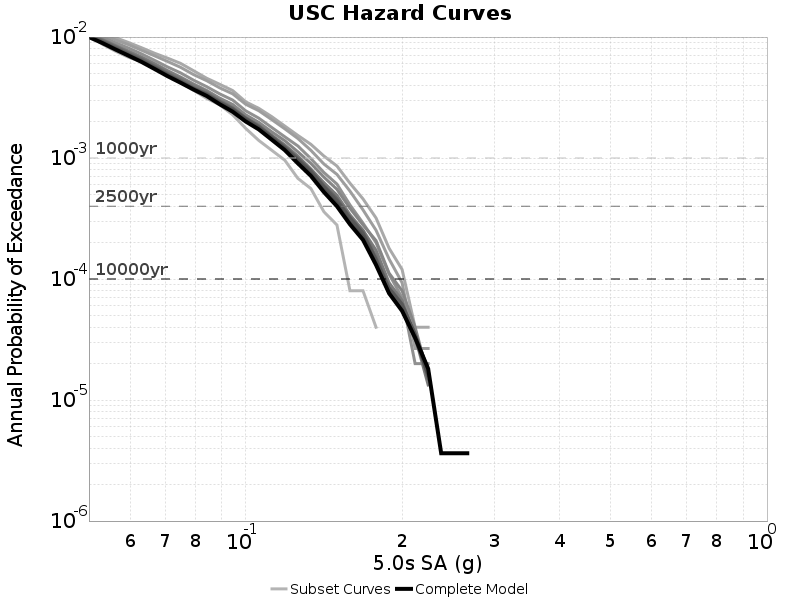 USC Hazard Curves
Annual Probability of Exceedance
10-2
10-3
10-4
10-5
10-6
1000yr
2500yr
10000yr
6 7 8 10-1 2 3 4 5 6 7 8 100
5.0s SA (g)
Subset Curves Complete Model